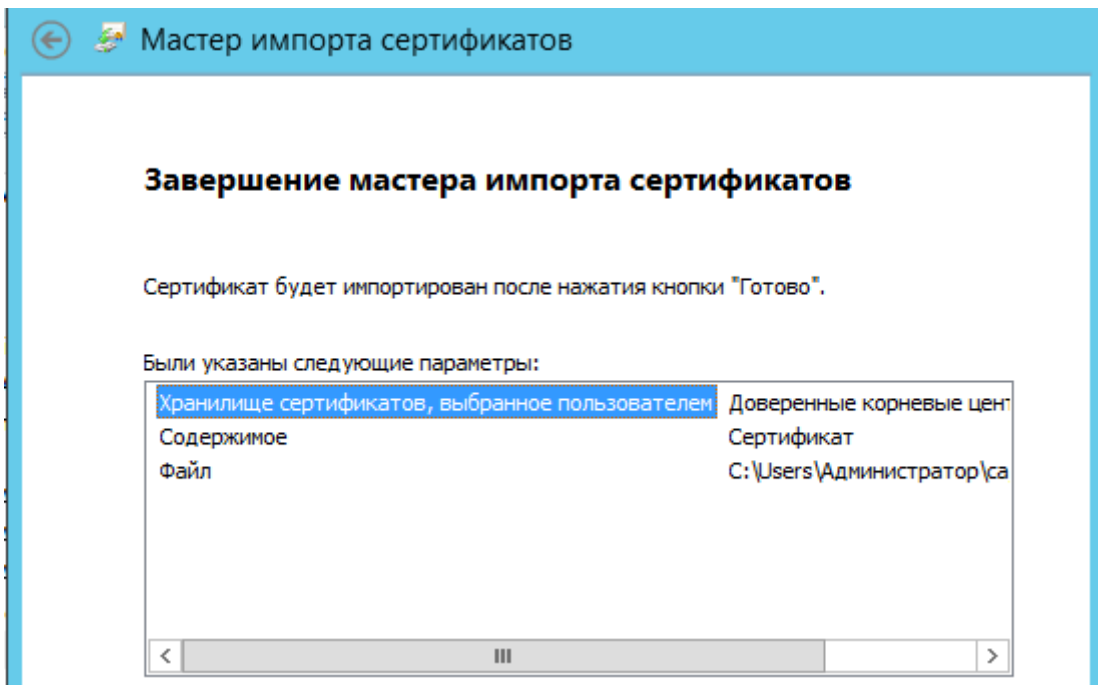 Мастер импорта сертификатов
Завершение мастера импорта сертификатов
Сертификат будет импортирован после нажатия кнопки "Готово".
Были указаны следующие параметры:
Хранилище сертификатов, выбранное пользователем Доверенные корневые цент
Содержимое Сертификат
Файл C:\Users\Администратор\ca